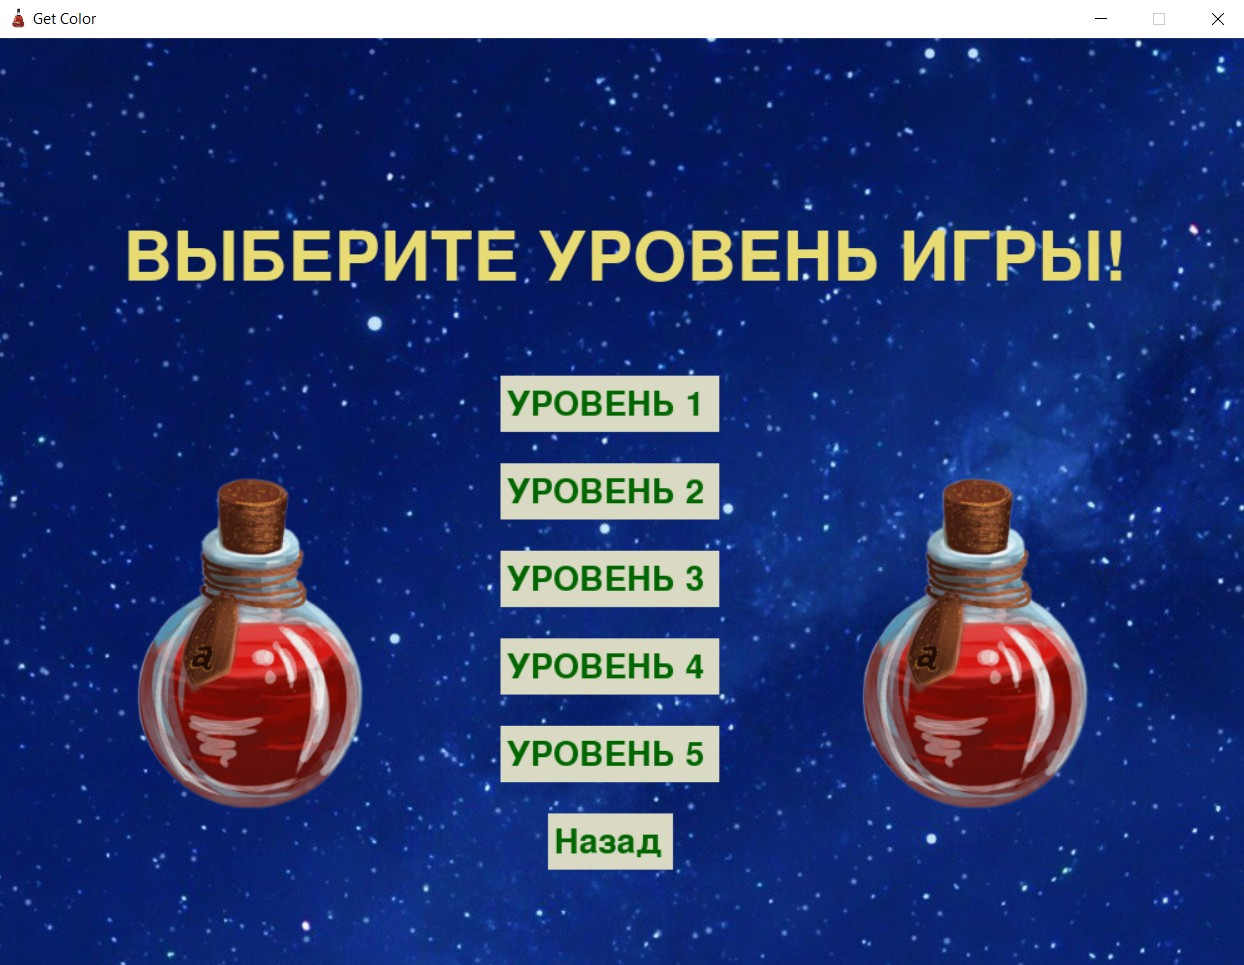 Get Color
ВЫБЕРИТЕ УРОВЕНЬ ИГРЫ!
УРОВЕНЬ 1
УРОВЕНЬ 2
УРОВЕНЬ 3
УРОВЕНЬ 4
УРОВЕНЬ 5
a
a
Назад